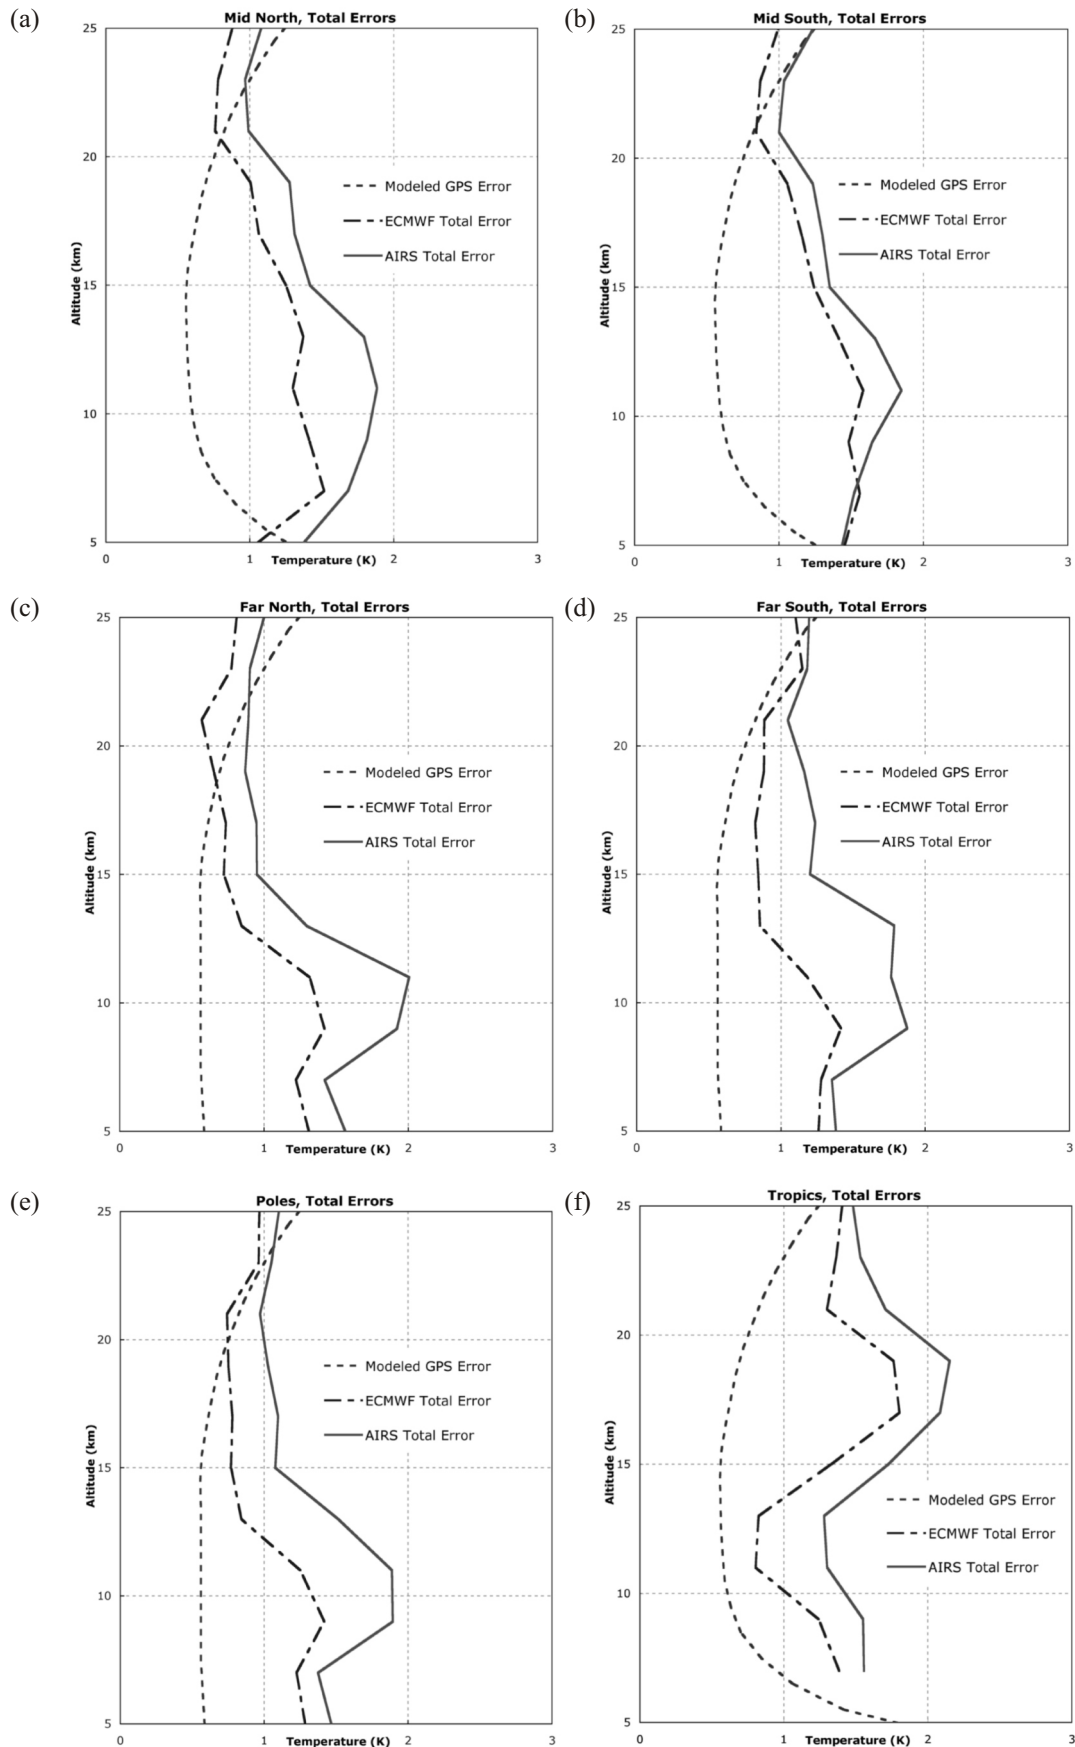 (a)
Mid North, Total Errors
25
20
15
10
5
Altitude (km)
Modeled GPS Error
ECMWF Total Error
AIRS Total Error
0
1
2
3
Temperature (K)
(b)
Mid South, Total Errors
25
20
15
10
5
Altitude (km)
Modeled GPS Error
ECMWF Total Error
AIRS Total Error
0
1
2
3
Temperature (K)
(c)
Far North, Total Errors
25
20
15
10
5
Altitude (km)
Modeled GPS Error
ECMWF Total Error
AIRS Total Error
0
1
2
3
Temperature (K)
(d)
Far South, Total Errors
25
20
15
10
5
Altitude (km)
Modeled GPS Error
ECMWF Total Error
AIRS Total Error
0
1
2
3
Temperature (K)
(e)
Poles, Total Errors
25
20
15
10
5
Altitude (km)
Modeled GPS Error
ECMWF Total Error
AIRS Total Error
0
1
2
3
Temperature (K)
(f)
Tropics, Total Errors
25
20
15
10
5
Altitude (km)
Modeled GPS Error
ECMWF Total Error
AIRS Total Error
0
1
2
3
Temperature (K)